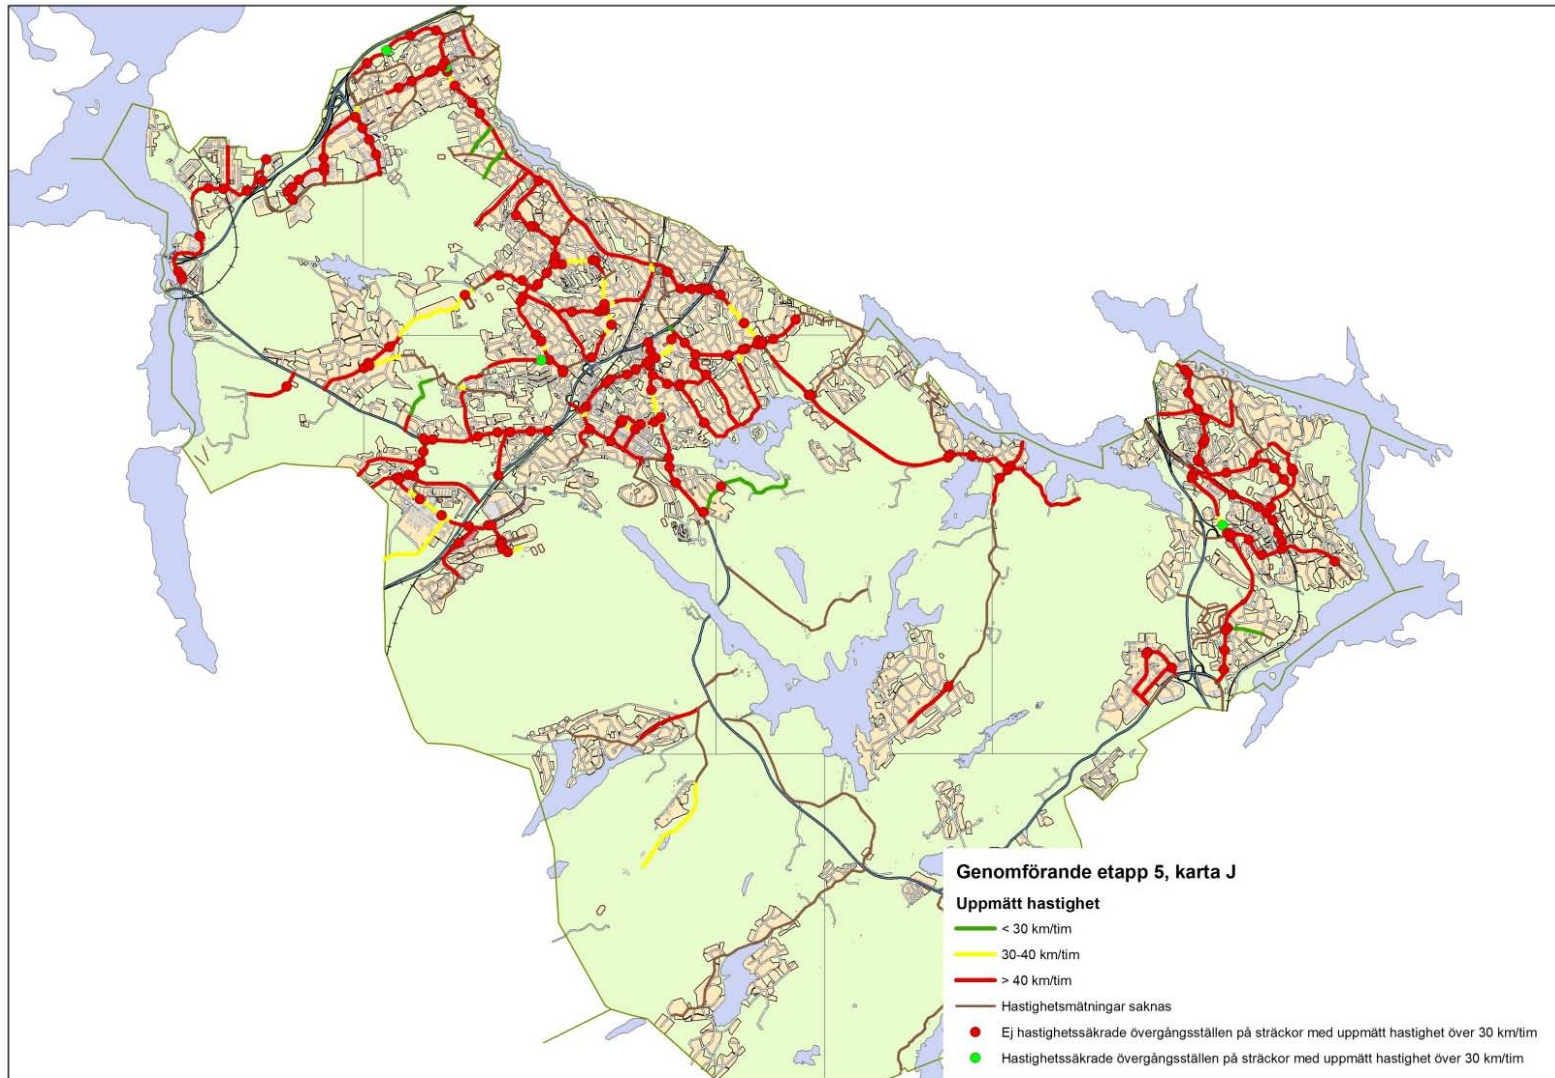 Genomförande etapp 5, karta J
Uppmätt hastighet
< 30 km/tim
30-40 km/tim
> 40 km/tim
Hastighetsmätningar saknas
Ej hastighetssäkrade övergångsställen på sträckor med uppmätt hastighet över 30 km/tim
Hastighetssäkrade övergångsställen på sträckor med uppmätt hastighet över 30 km/tim